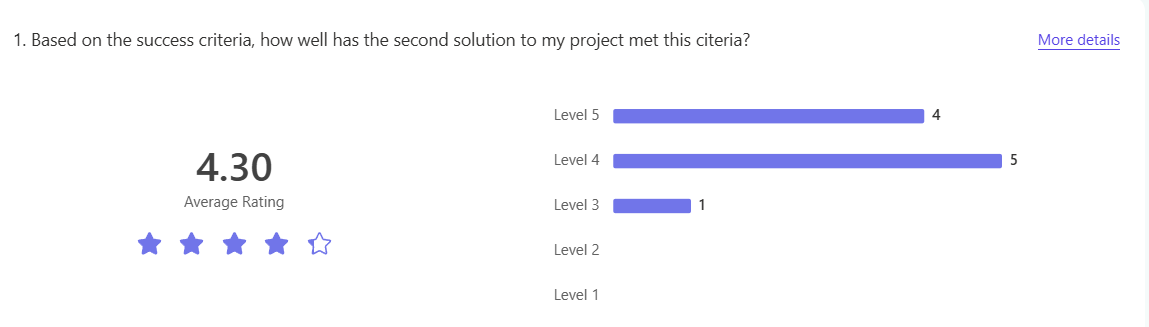 1. Based on the success criteria, how well has the second solution to my project met this citeria?
More details
Level 5
4
4.30
Level 4
5
Average Rating
Level 3
1
Level 2
Level 1